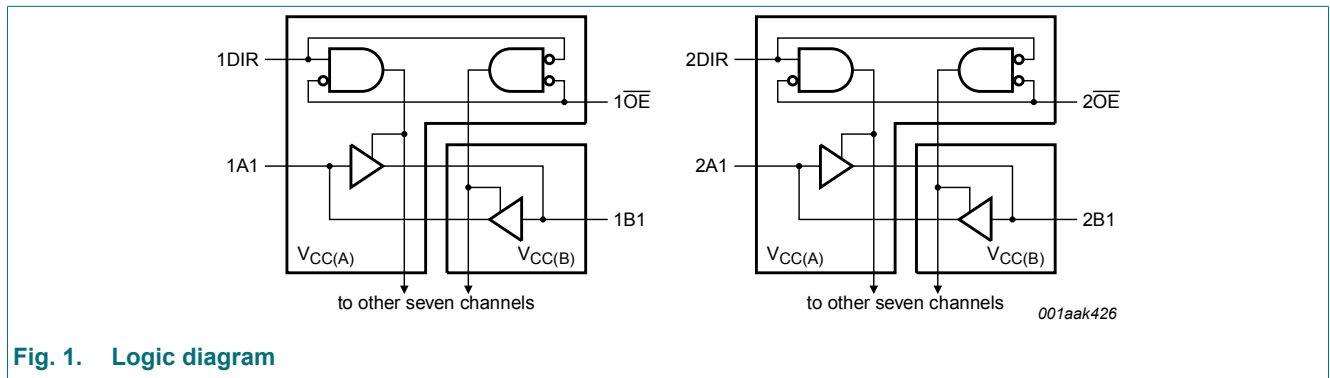 1DIR
1OE
1A1
1B1
VCC(A)
VCC(B)
to other seven channels
2DIR
2OE
2A1
2B1
VCC(A)
VCC(B)
to other seven channels
001aak426
Fig. 1. Logic diagram